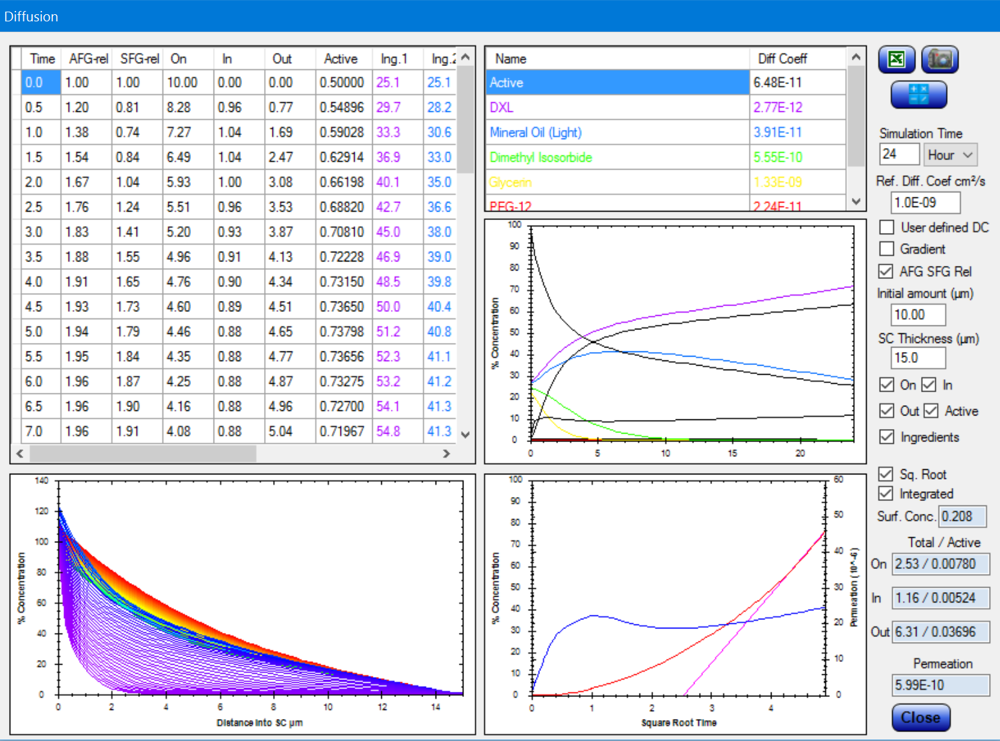 Diffusion
Time AFG-rel SFG-rel On In Out Active Ing.1 Ing.2
0.0 1.00 1.00 10.00 0.00 0.00 0.50000 25.1 25.1
0.5 1.20 0.81 8.28 0.96 0.77 0.54896 29.7 28.2
1.0 1.38 0.74 7.27 1.04 1.69 0.59028 33.3 30.6
1.5 1.54 0.84 6.49 1.04 2.47 0.62914 36.9 33.0
2.0 1.67 1.04 5.93 1.00 3.08 0.66198 40.1 35.0
2.5 1.76 1.24 5.51 0.96 3.53 0.68820 42.7 36.6
3.0 1.83 1.41 5.20 0.93 3.87 0.70810 45.0 38.0
3.5 1.88 1.55 4.96 0.91 4.13 0.72228 46.9 39.0
4.0 1.91 1.65 4.76 0.90 4.34 0.73150 48.5 39.8
4.5 1.93 1.73 4.60 0.89 4.51 0.73650 50.0 40.4
5.0 1.94 1.79 4.46 0.88 4.65 0.73798 51.2 40.8
5.5 1.95 1.84 4.35 0.88 4.77 0.73656 52.3 41.1
6.0 1.96 1.87 4.25 0.88 4.87 0.73275 53.2 41.2
6.5 1.96 1.90 4.16 0.88 4.96 0.72700 54.1 41.3
7.0 1.96 1.91 4.08 0.88 5.04 0.71967 54.8 41.3
Name Diff Coeff
Active 6.48E-11
DXL 2.77E-12
Mineral Oil (Light) 3.91E-11
Dimethyl Isosorbide 5.55E-10
Glycerin 1.33E-09
PEG-12 2.24E-11
Simulation Time
24 Hour
Ref. Diff. Coef cm²/s
1.0E-09
User defined DC
Gradient
AFG SFG Rel
Initial amount (µm)
10.00
SC Thickness (µm)
15.0
On In
Out Active
Ingredients
Sq. Root
Integrated
Surf. Conc. 0.208
Total / Active
On 2.53 / 0.00780
In 1.16 / 0.00524
Out 6.31 / 0.03696
Permeation
5.99E-10
Close
100
90
80
70
60
50
40
30
20
10
0
% Concentration
0 5 10 15 20
140
120
100
80
60
40
20
0
% Concentration
0 2 4 6 8 10 12 14
Distance Into SC µm
100
90
80
70
60
50
40
30
20
10
0
% Concentration
60
50
40
30
20
10
0
Permeation (10^-6)
0 1 2 3 4
Square Root Time